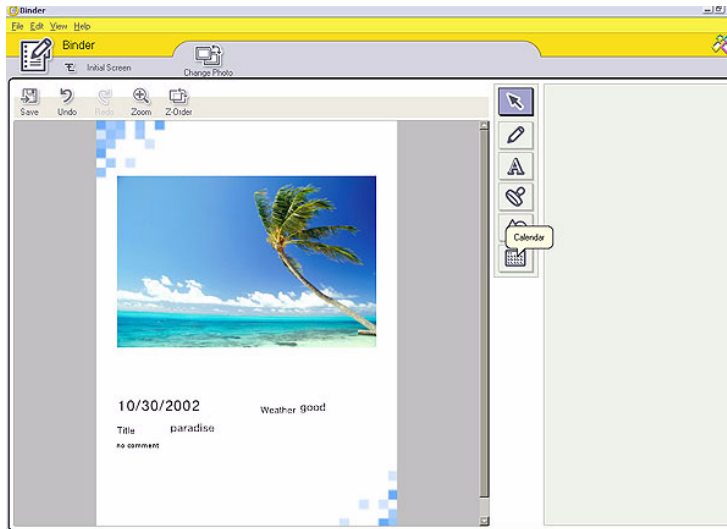 Binder
File Edit View Help
Binder
Initial Screen
Change Photo
Save Undo Redo Zoom Z-Order
A
Calendar
10/30/2002
Weather good
Title paradise
no comment